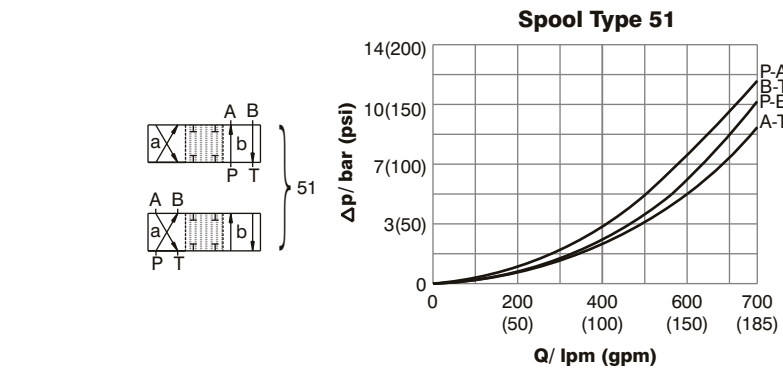 Spool Type 51
A B
a b
P T
A B
a b
P T
51
Δp/ bar (psi)
14(200)
10(150)
7(100)
3(50)
0
P-A
B-T
P-B
A-T
0 200 400 600 700
(50) (100) (150) (185)
Q/ lpm (gpm)